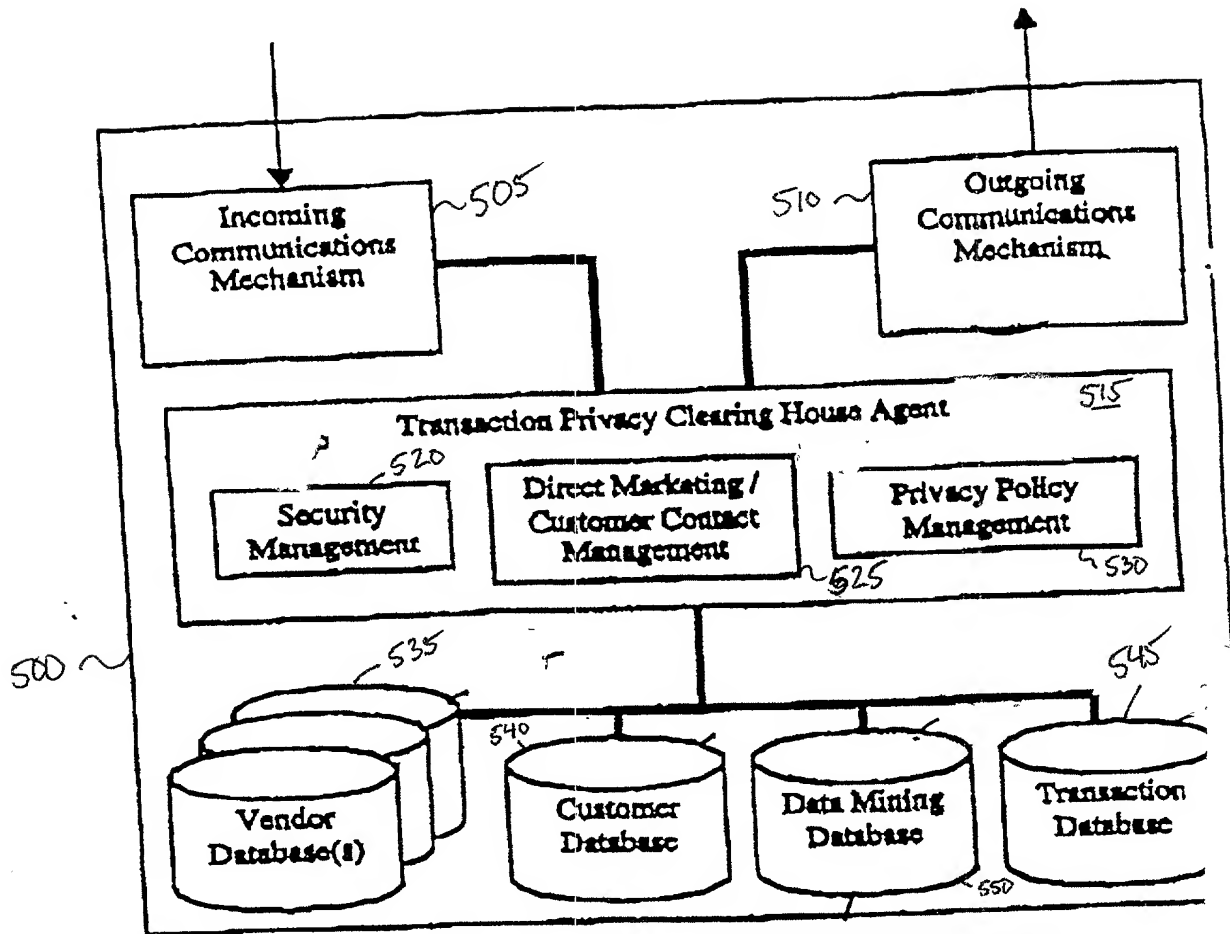 Incoming
Communications
Mechanism
505
510
Outgoing
Communications
Mechanism
515
Transaction Privacy Clearing House Agent
520
Security
Management
Direct Marketing /
Customer Contact
Management
525
Privacy Policy
Management
530
500
535
Vendor
Database(s)
540
Customer
Database
Data Mining
Database
550
545
Transaction
Database